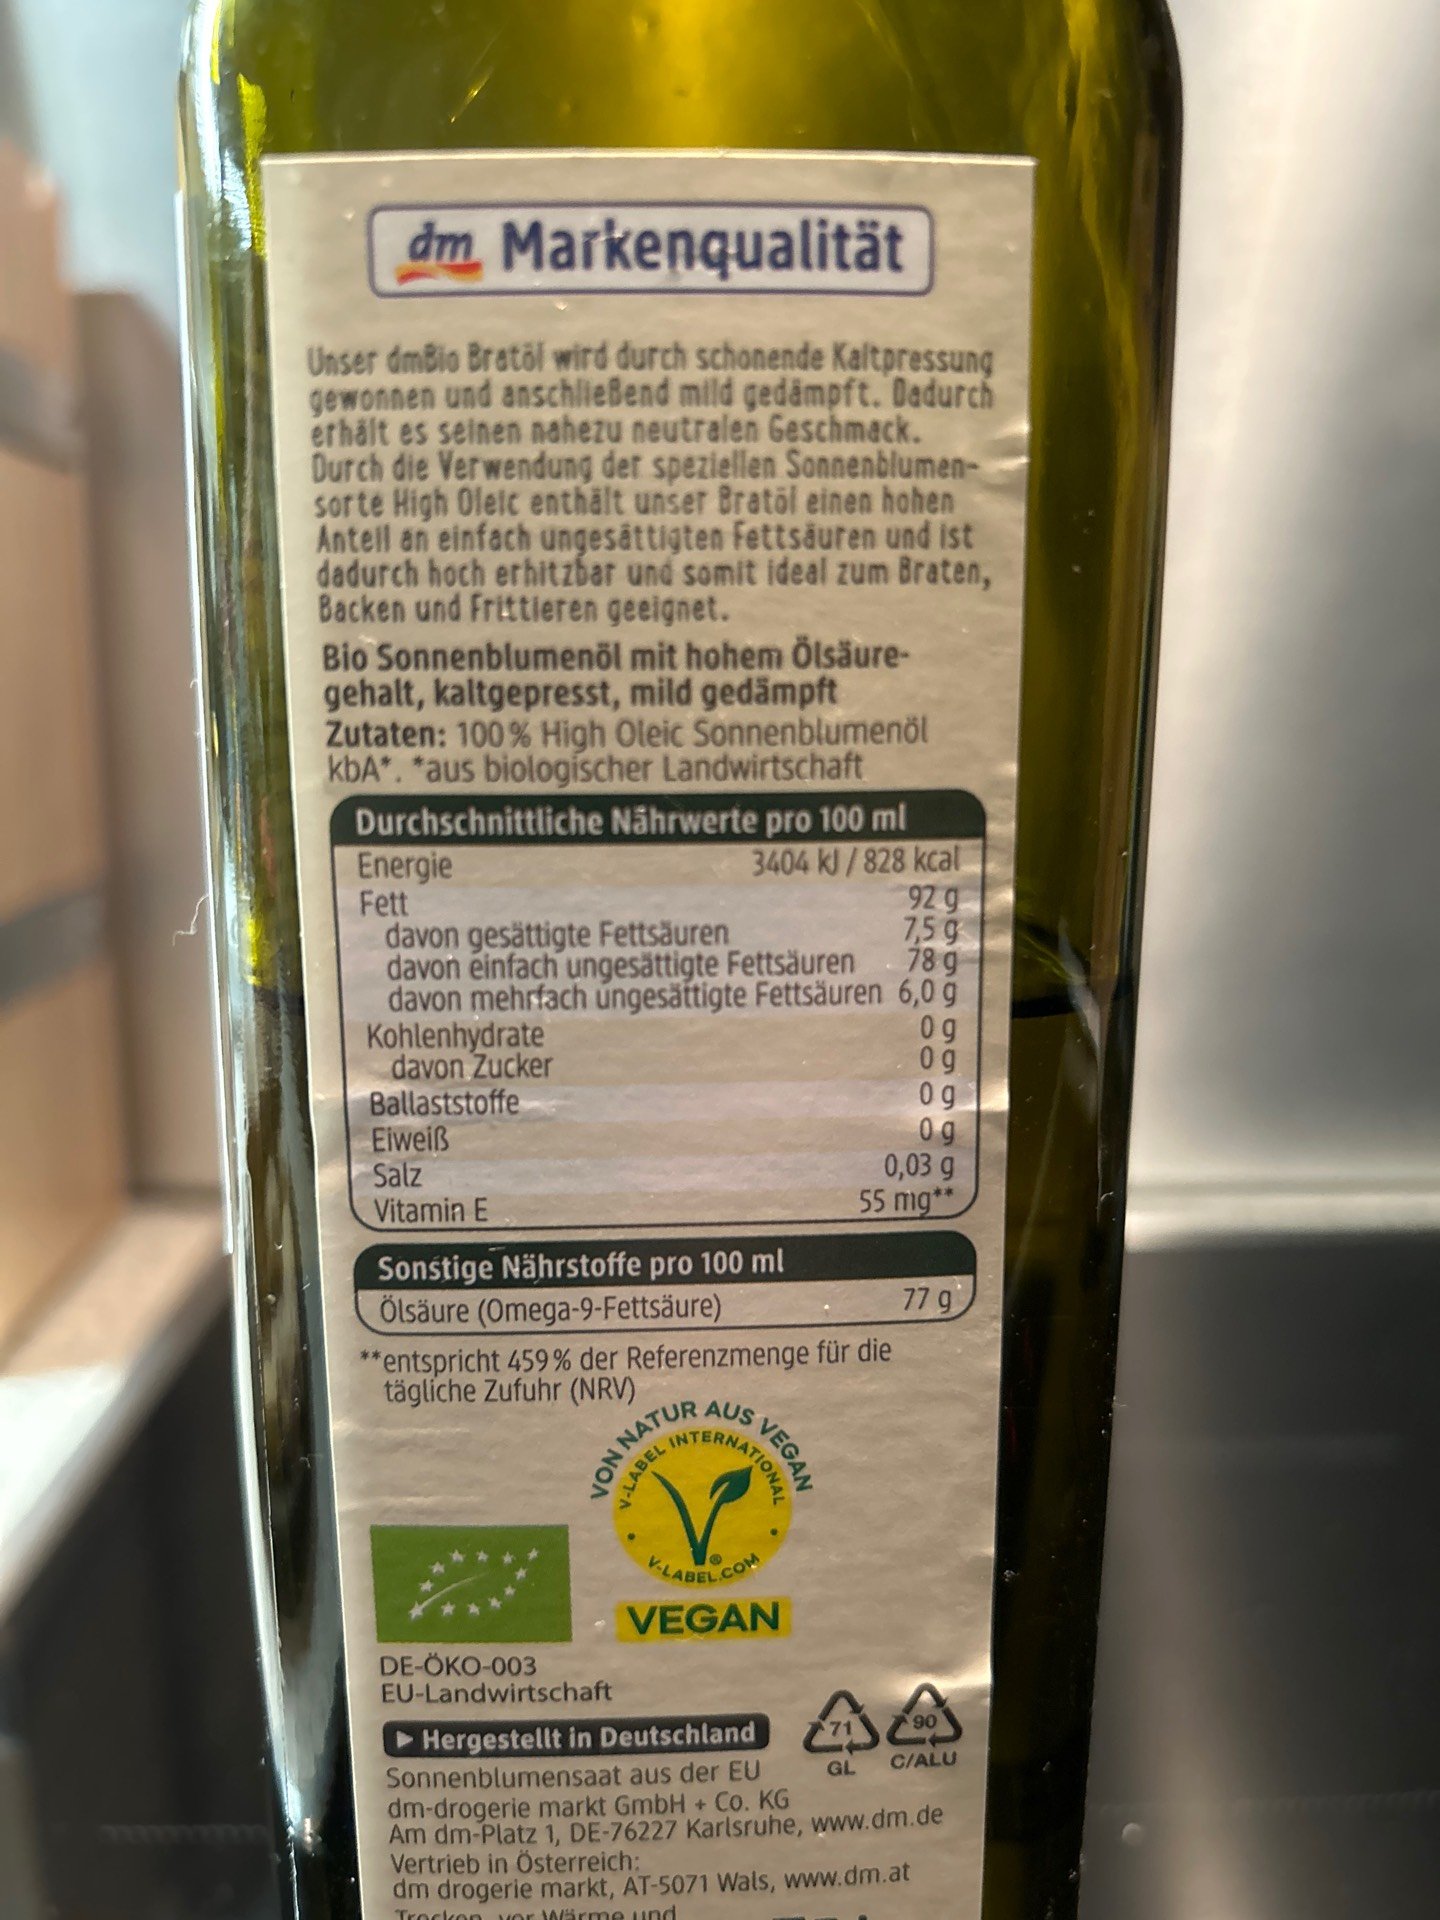 dm Markenqualität
Unser dmBio Bratöl wird durch schonende Kaltpressung
gewonnen und anschließend mild gedämpft. Dadurch
erhält es seinen nahezu neutralen Geschmack.
Durch die Verwendung der speziellen Sonnenblumen-
sorte High Oleic enthält unser Bratöl einen hohen
Anteil an einfach ungesättigten Fettsäuren und ist
dadurch hoch erhitzbar und somit ideal zum Braten,
Backen und Frittieren geeignet.
Bio Sonnenblumenöl mit hohem Ölsäure-
gehalt, kaltgepresst, mild gedämpft
Zutaten: 100% High Oleic Sonnenblumenöl
kbA*. *aus biologischer Landwirtschaft
Durchschnittliche Nährwerte pro 100 ml
Energie 3404 kJ / 828 kcal
Fett 92 g
davon gesättigte Fettsäuren 7,5 g
davon einfach ungesättigte Fettsäuren 78 g
davon mehrfach ungesättigte Fettsäuren 6,0 g
Kohlenhydrate 0 g
davon Zucker 0 g
Ballaststoffe 0 g
Eiweiß 0 g
Salz 0,03 g
Vitamin E 55 mg**
Sonstige Nährstoffe pro 100 ml
Ölsäure (Omega-9-Fettsäure) 77 g
**entspricht 459% der Referenzmenge für die
tägliche Zufuhr (NRV)
VON NATUR AUS VEGAN
V-LABEL INTERNATIONAL
V-LABEL.COM
VEGAN
DE-ÖKO-003
EU-Landwirtschaft
▶ Hergestellt in Deutschland
71 90
GL C/ALU
Sonnenblumensaat aus der EU
dm-drogerie markt GmbH + Co. KG
Am dm-Platz 1, DE-76227 Karlsruhe, www.dm.de
Vertrieb in Österreich:
dm drogerie markt, AT-5071 Wals, www.dm.at
Trocken, vor Wärme und